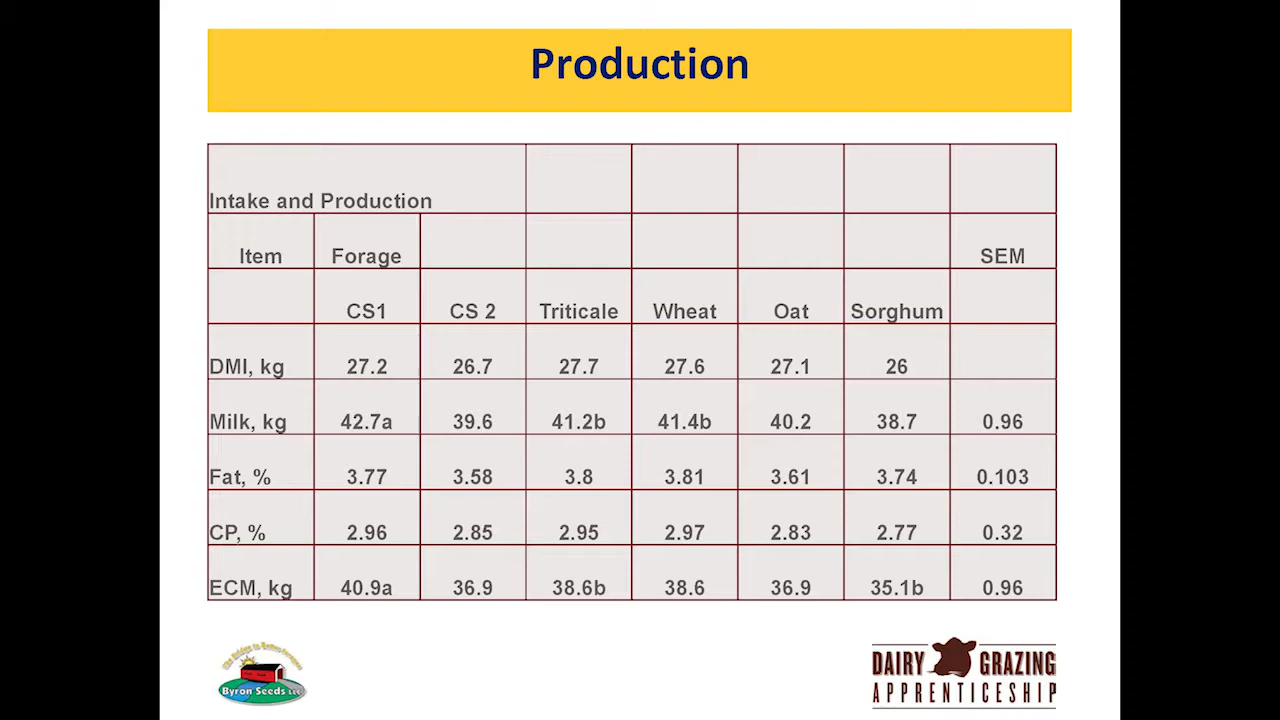 Production
Intake and Production
Item Forage SEM
CS1 CS 2 Triticale Wheat Oat Sorghum
DMI, kg 27.2 26.7 27.7 27.6 27.1 26
Milk, kg 42.7a 39.6 41.2b 41.4b 40.2 38.7 0.96
Fat, % 3.77 3.58 3.8 3.81 3.61 3.74 0.103
CP, % 2.96 2.85 2.95 2.97 2.83 2.77 0.32
ECM, kg 40.9a 36.9 38.6b 38.6 36.9 35.1b 0.96
Byron Seeds LLC
DAIRY GRAZING
APPRENTICESHIP